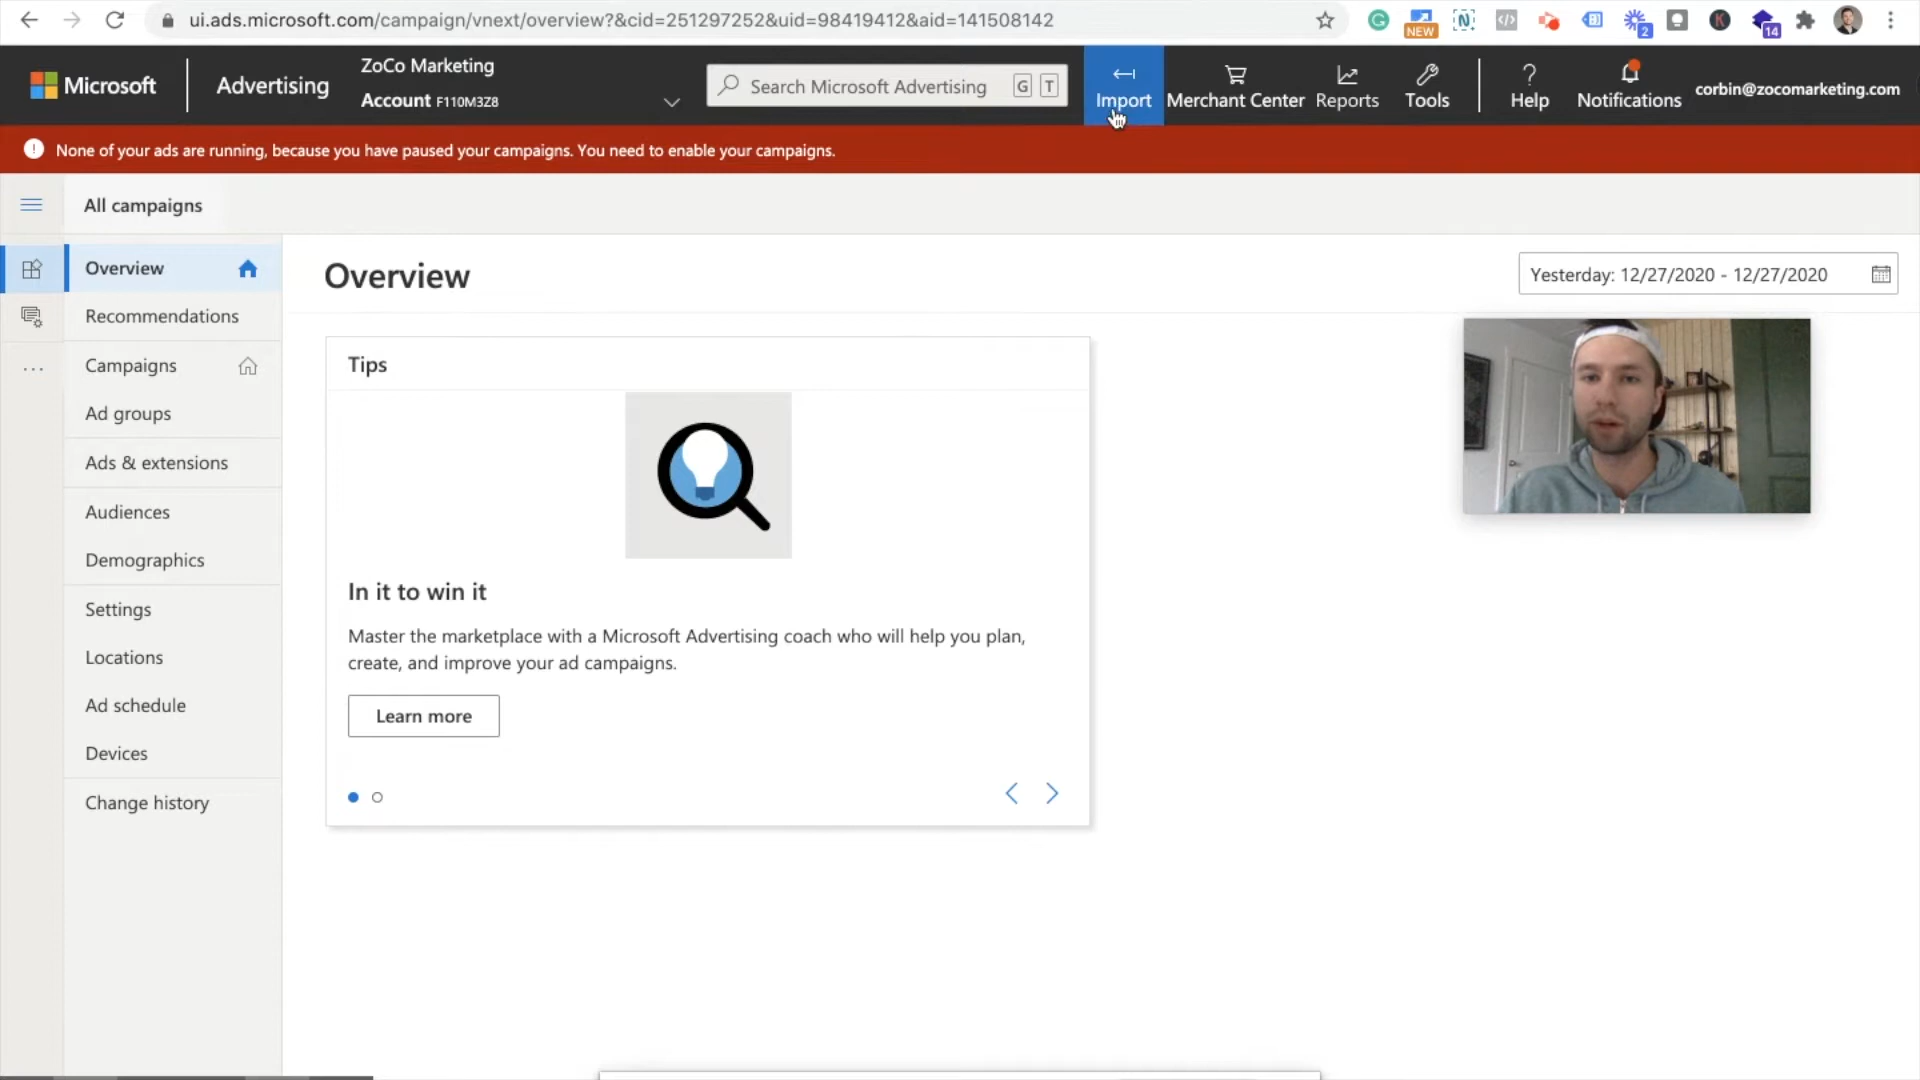 ui.ads.microsoft.com/campaign/vnext/overview?&cid=251297252&uid=98419412&aid=141508142
NEW
2
K
14
Microsoft
Advertising
ZoCo Marketing
Account F110M3Z8
Search Microsoft Advertising
G T
Import
Merchant Center
Reports
Tools
Help
Notifications
corbin@zocomarketing.com
None of your ads are running, because you have paused your campaigns. You need to enable your campaigns.
All campaigns
Overview
Recommendations
Campaigns
Ad groups
Ads & extensions
Audiences
Demographics
Settings
Locations
Ad schedule
Devices
Change history
Overview
Yesterday: 12/27/2020 - 12/27/2020
Tips
In it to win it
Master the marketplace with a Microsoft Advertising coach who will help you plan,
create, and improve your ad campaigns.
Learn more